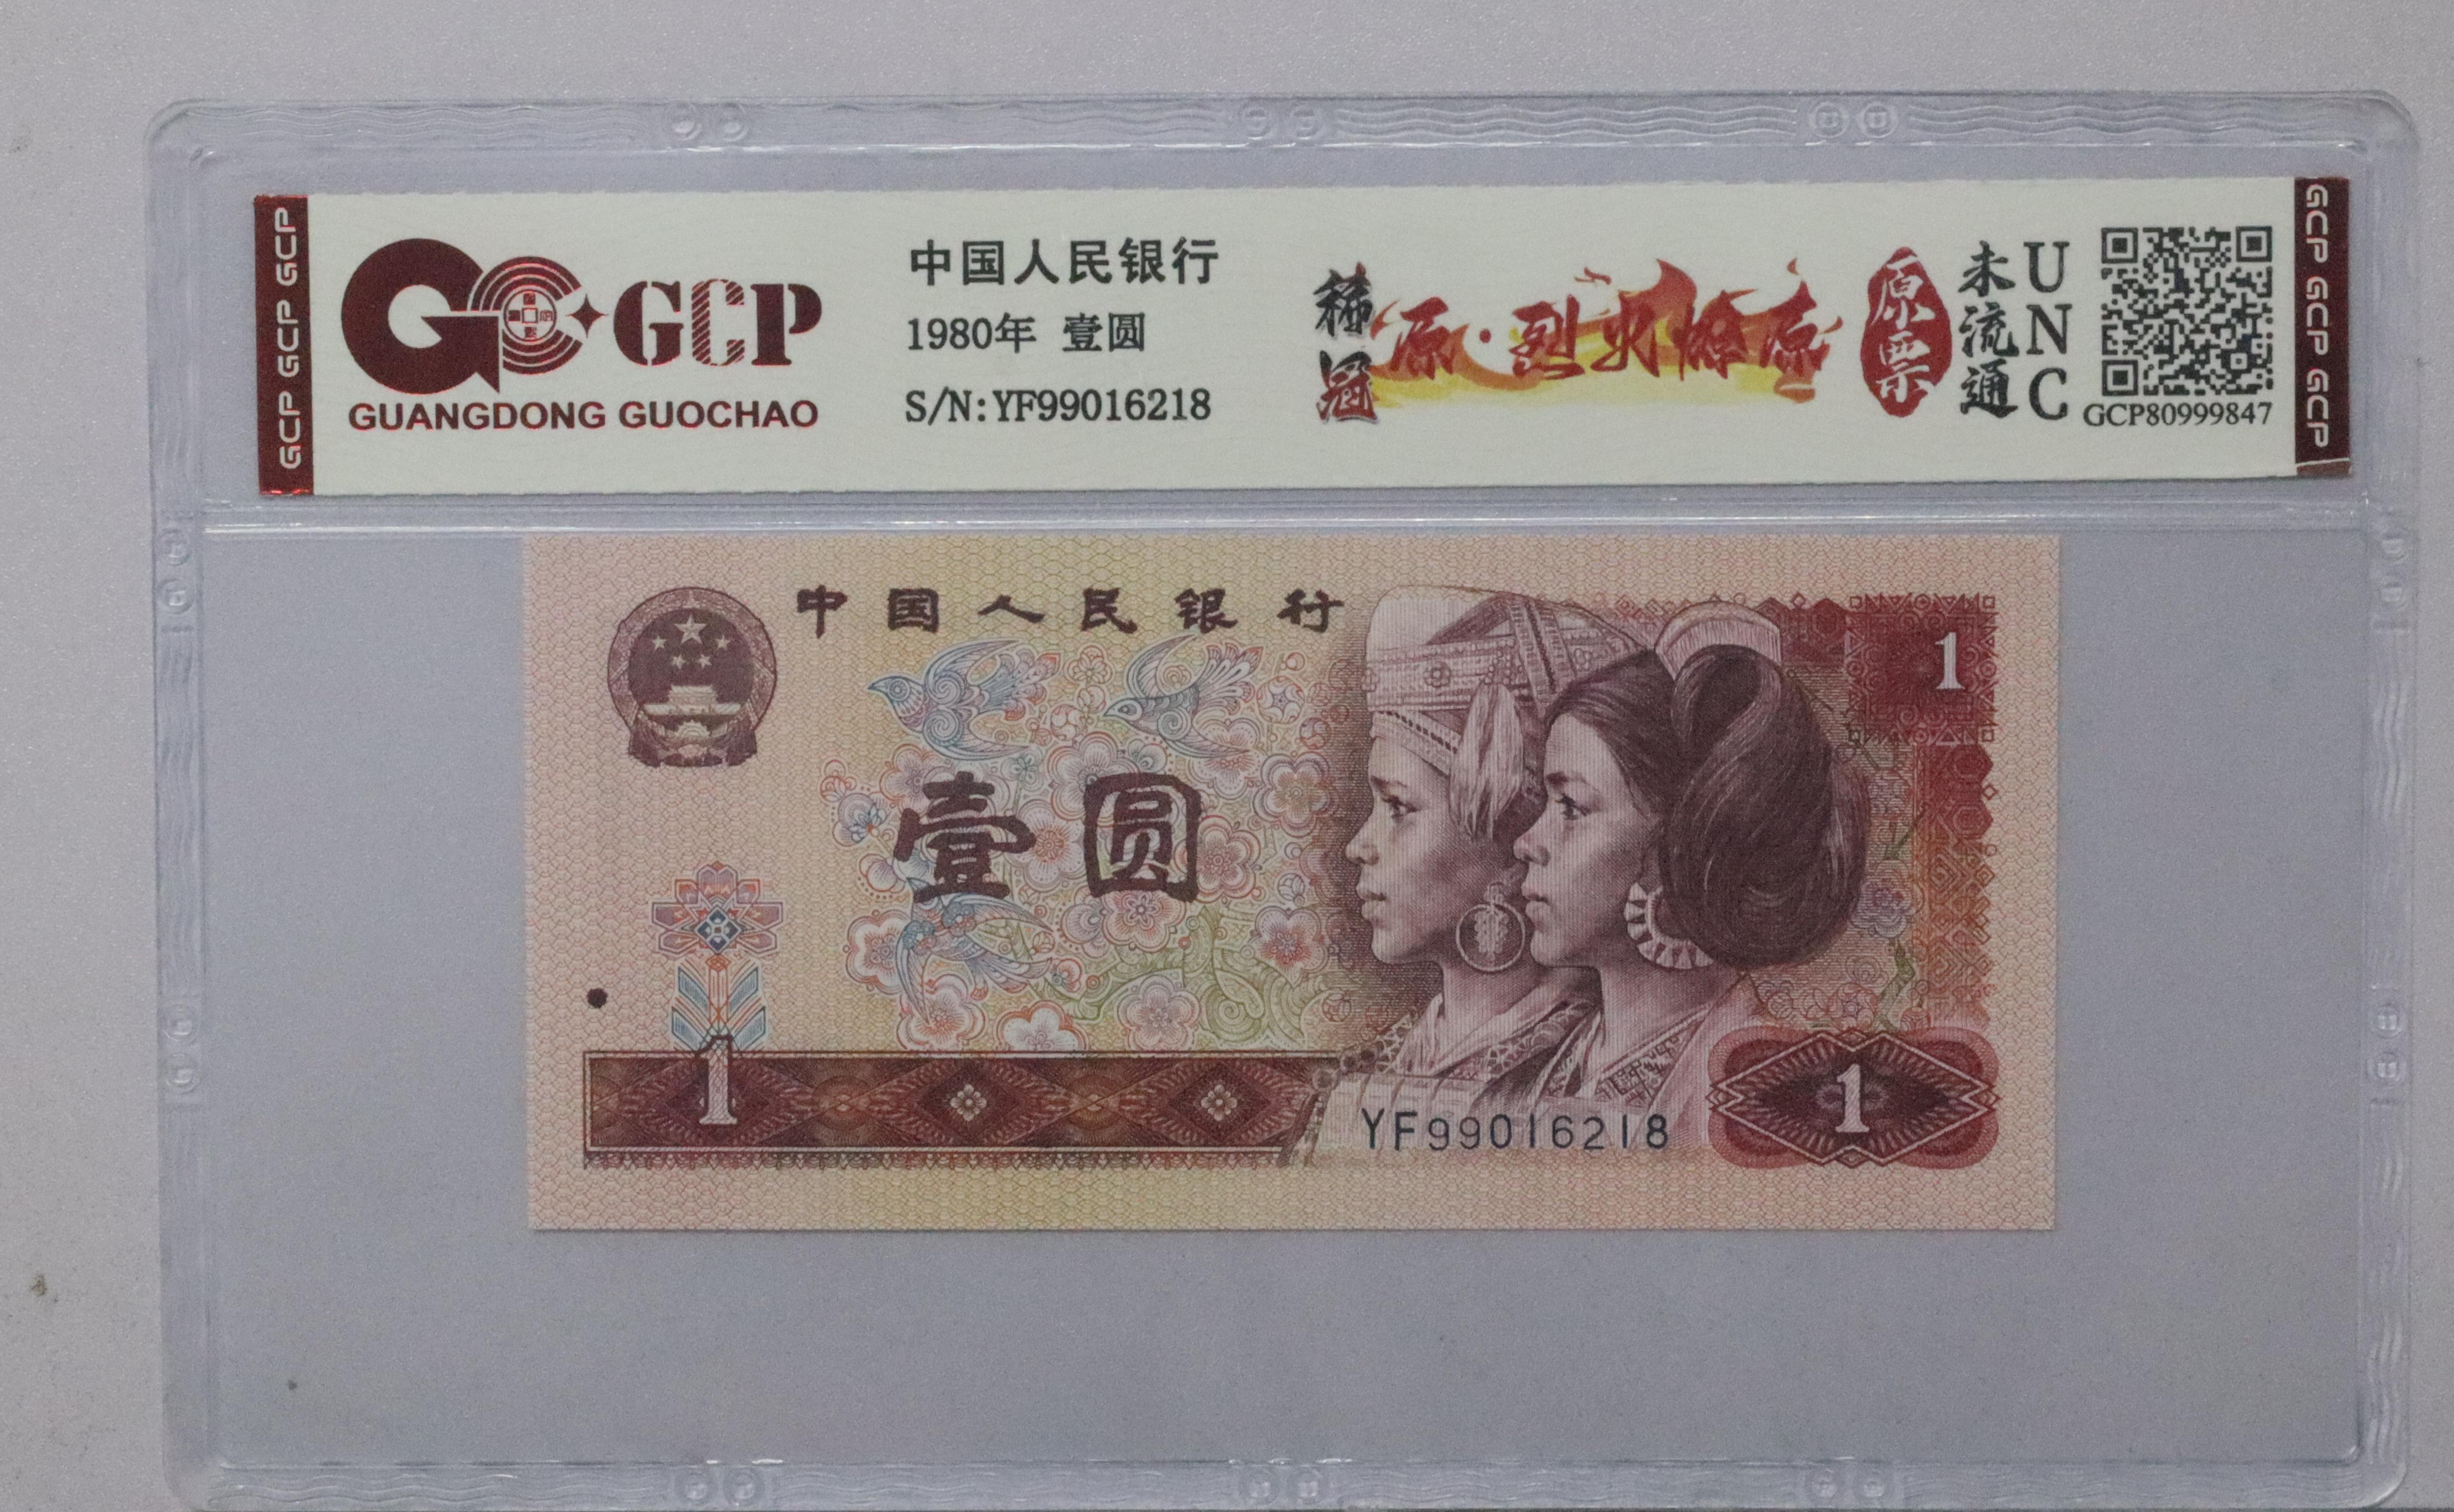 GCP GCP GCP
GCP
GUANGDONG GUOCHAO
中国人民银行
1980年 壹圆
S/N:YF99016218
稀冠
原·烈火燎原
原票
未流通
UNC
GCP80999847
GCP GCP GCP
中国人民银行
1
壹圆
1
YF99016218
1